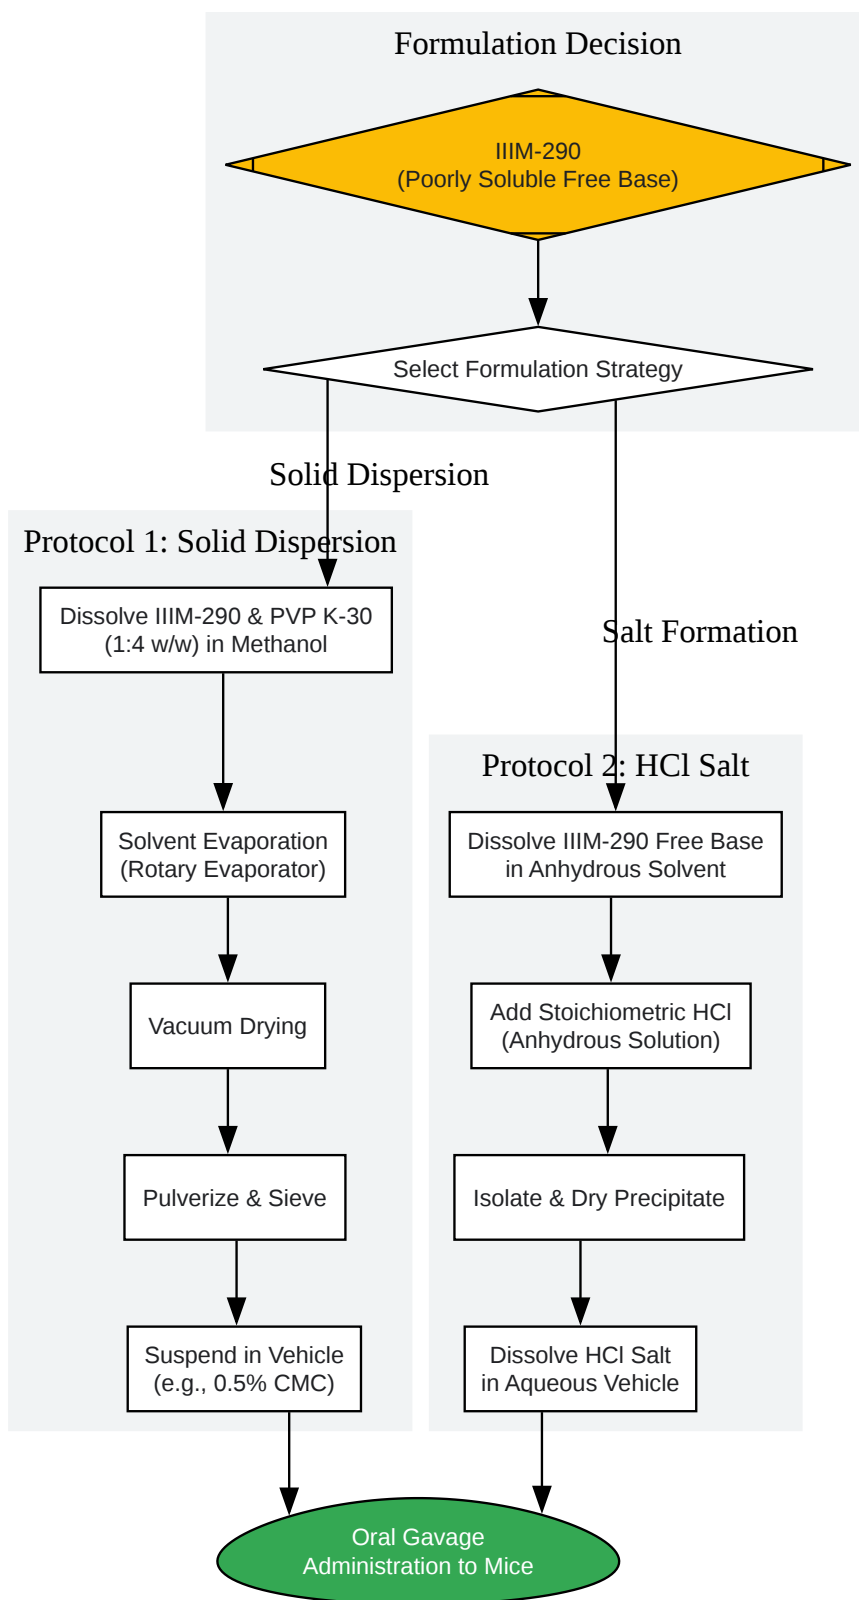 Formulation Decision
IIIM-290
(Poorly Soluble Free Base)
Select Formulation Strategy
Solid Dispersion
Salt Formation
Protocol 1: Solid Dispersion
Dissolve IIIM-290 & PVP K-30
(1:4 w/w) in Methanol
Solvent Evaporation
(Rotary Evaporator)
Vacuum Drying
Pulverize & Sieve
Suspend in Vehicle
(e.g., 0.5% CMC)
Protocol 2: HCl Salt
Dissolve IIIM-290 Free Base
in Anhydrous Solvent
Add Stoichiometric HCl
(Anhydrous Solution)
Isolate & Dry Precipitate
Dissolve HCl Salt
in Aqueous Vehicle
Oral Gavage
Administration to Mice